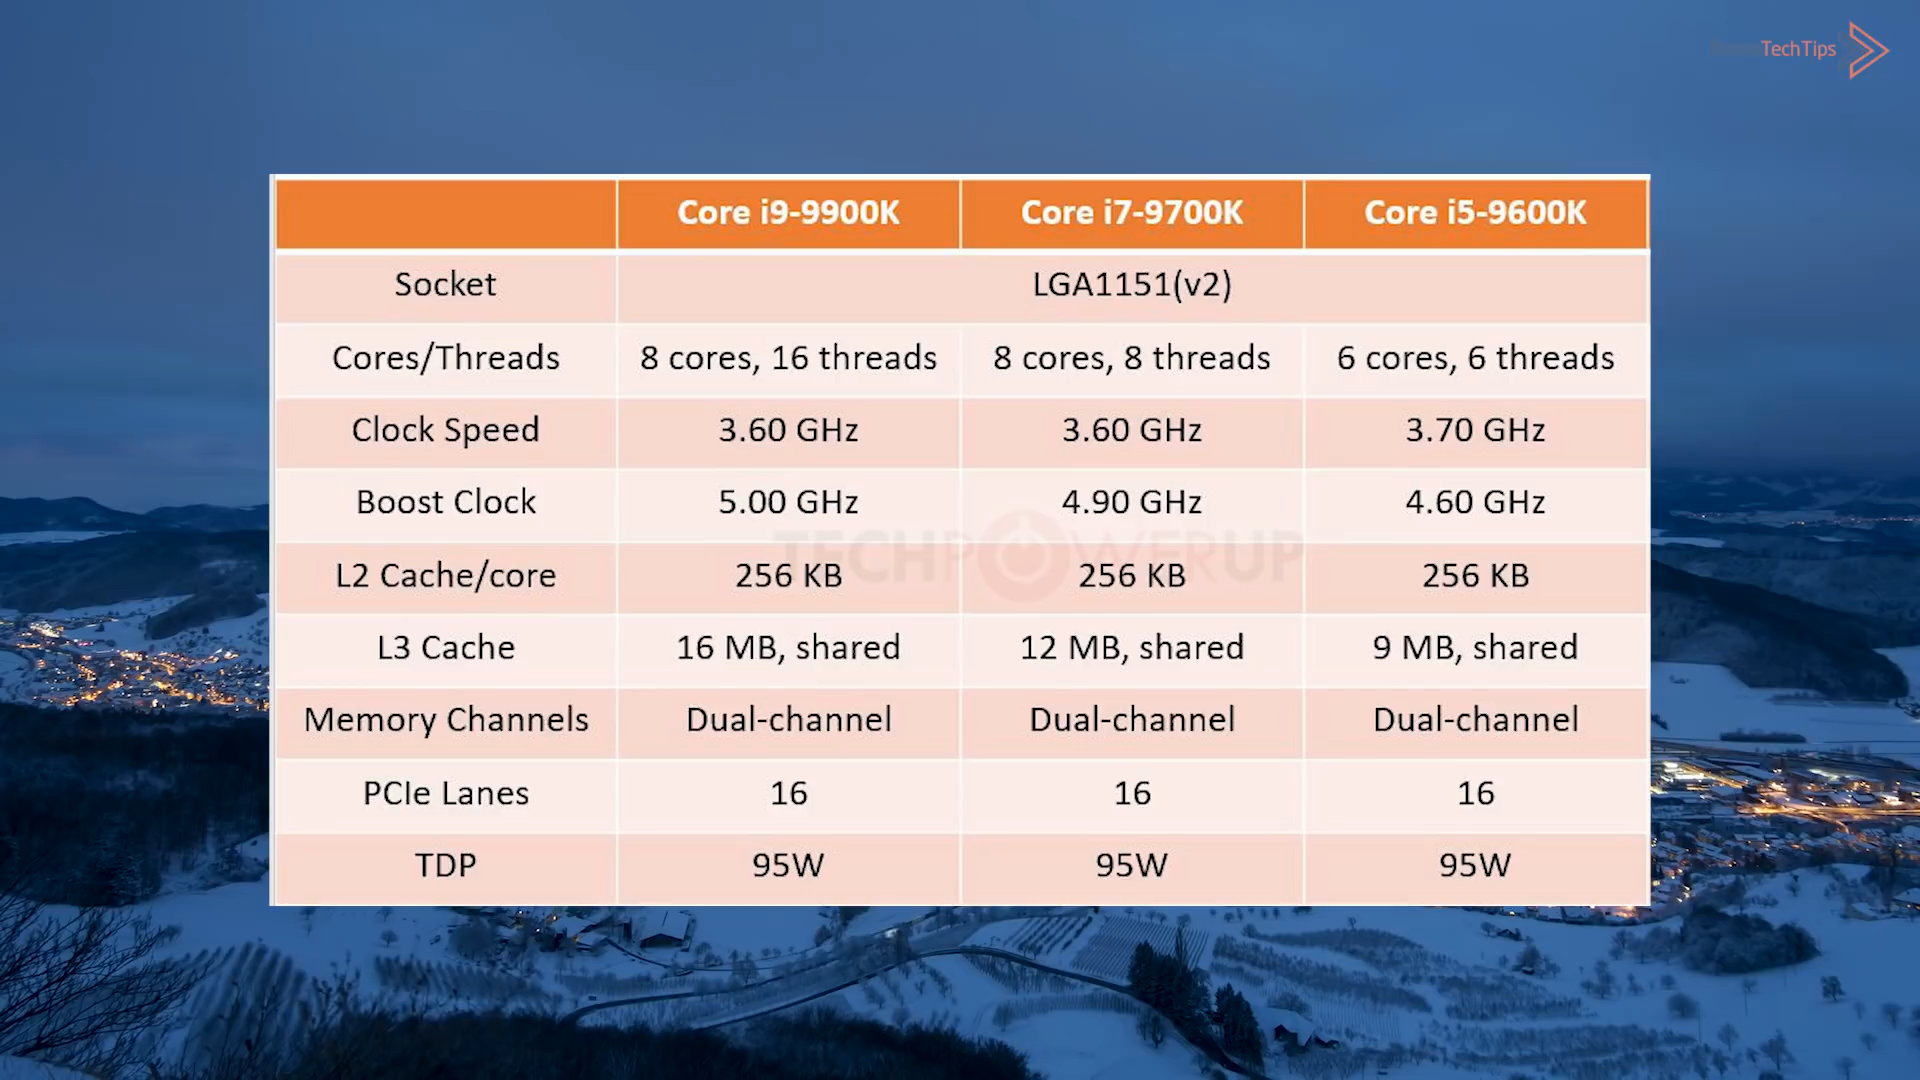 TechTips
Core i9-9900K Core i7-9700K Core i5-9600K
Socket LGA1151(v2)
Cores/Threads 8 cores, 16 threads 8 cores, 8 threads 6 cores, 6 threads
Clock Speed 3.60 GHz 3.60 GHz 3.70 GHz
Boost Clock 5.00 GHz 4.90 GHz 4.60 GHz
TECHPOWERUP
L2 Cache/core 256 KB 256 KB 256 KB
L3 Cache 16 MB, shared 12 MB, shared 9 MB, shared
Memory Channels Dual-channel Dual-channel Dual-channel
PCIe Lanes 16 16 16
TDP 95W 95W 95W